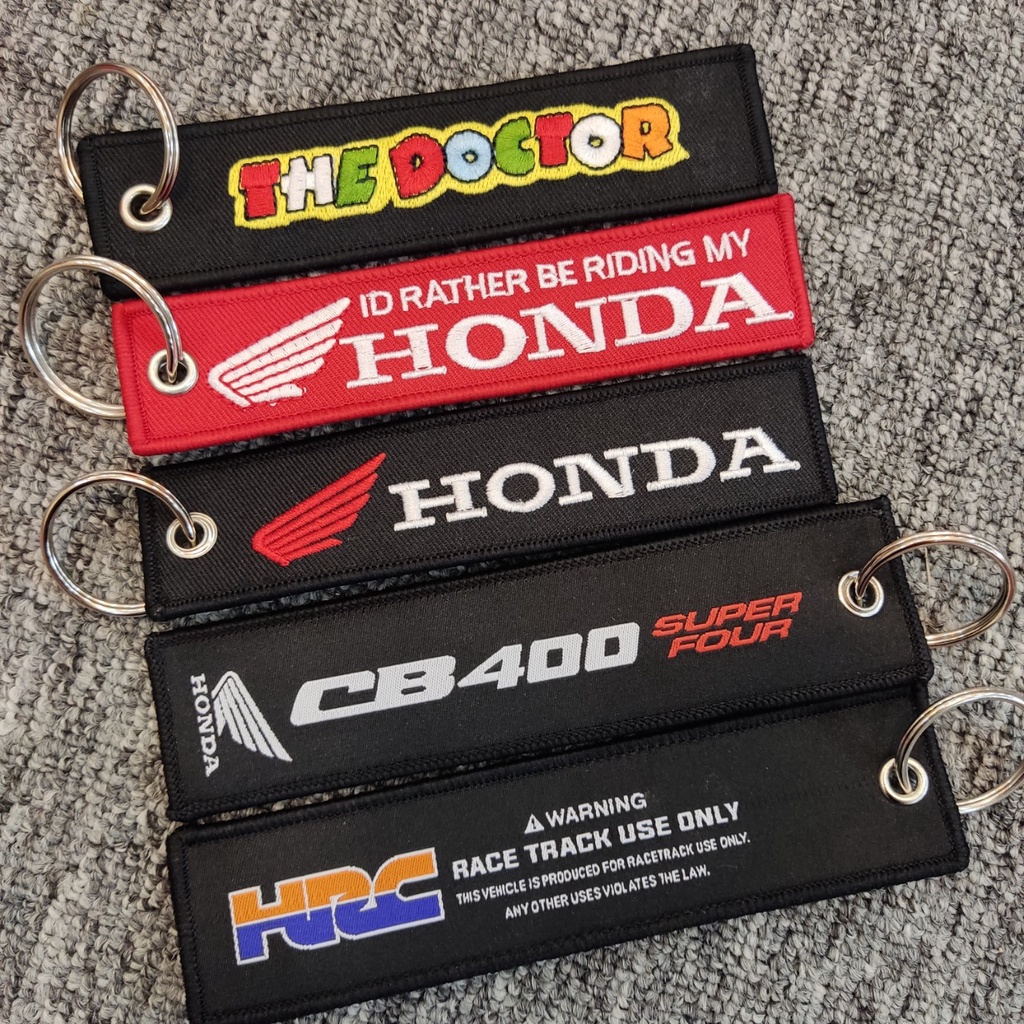 THE DOCTOR
I'D RATHER BE RIDING MY
HONDA
HONDA
HONDA
CB400
SUPER
FOUR
HRC
WARNING
RACE TRACK USE ONLY
THIS VEHICLE IS PRODUCED FOR RACETRACK USE ONLY.
ANY OTHER USES VIOLATES THE LAW.